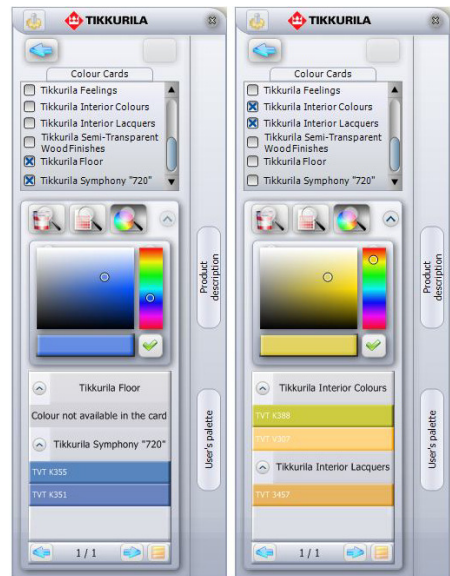 TIKKURILA
Colour Cards
Tikkurila Feelings
Tikkurila Interior Colours
Tikkurila Interior Lacquers
Tikkurila Semi-Transparent
Wood Finishes
Tikkurila Floor
Tikkurila Symphony "720"
Product
description
Tikkurila Floor
Colour not available in the card
Tikkurila Symphony "720"
TVT K355
TVT K351
User's palette
1 / 1
TIKKURILA
Colour Cards
Tikkurila Feelings
Tikkurila Interior Colours
Tikkurila Interior Lacquers
Tikkurila Semi-Transparent
Wood Finishes
Tikkurila Floor
Tikkurila Symphony "720"
Product
description
Tikkurila Interior Colours
TVT K388
TVT V307
Tikkurila Interior Lacquers
TVT 3457
User's palette
1 / 1